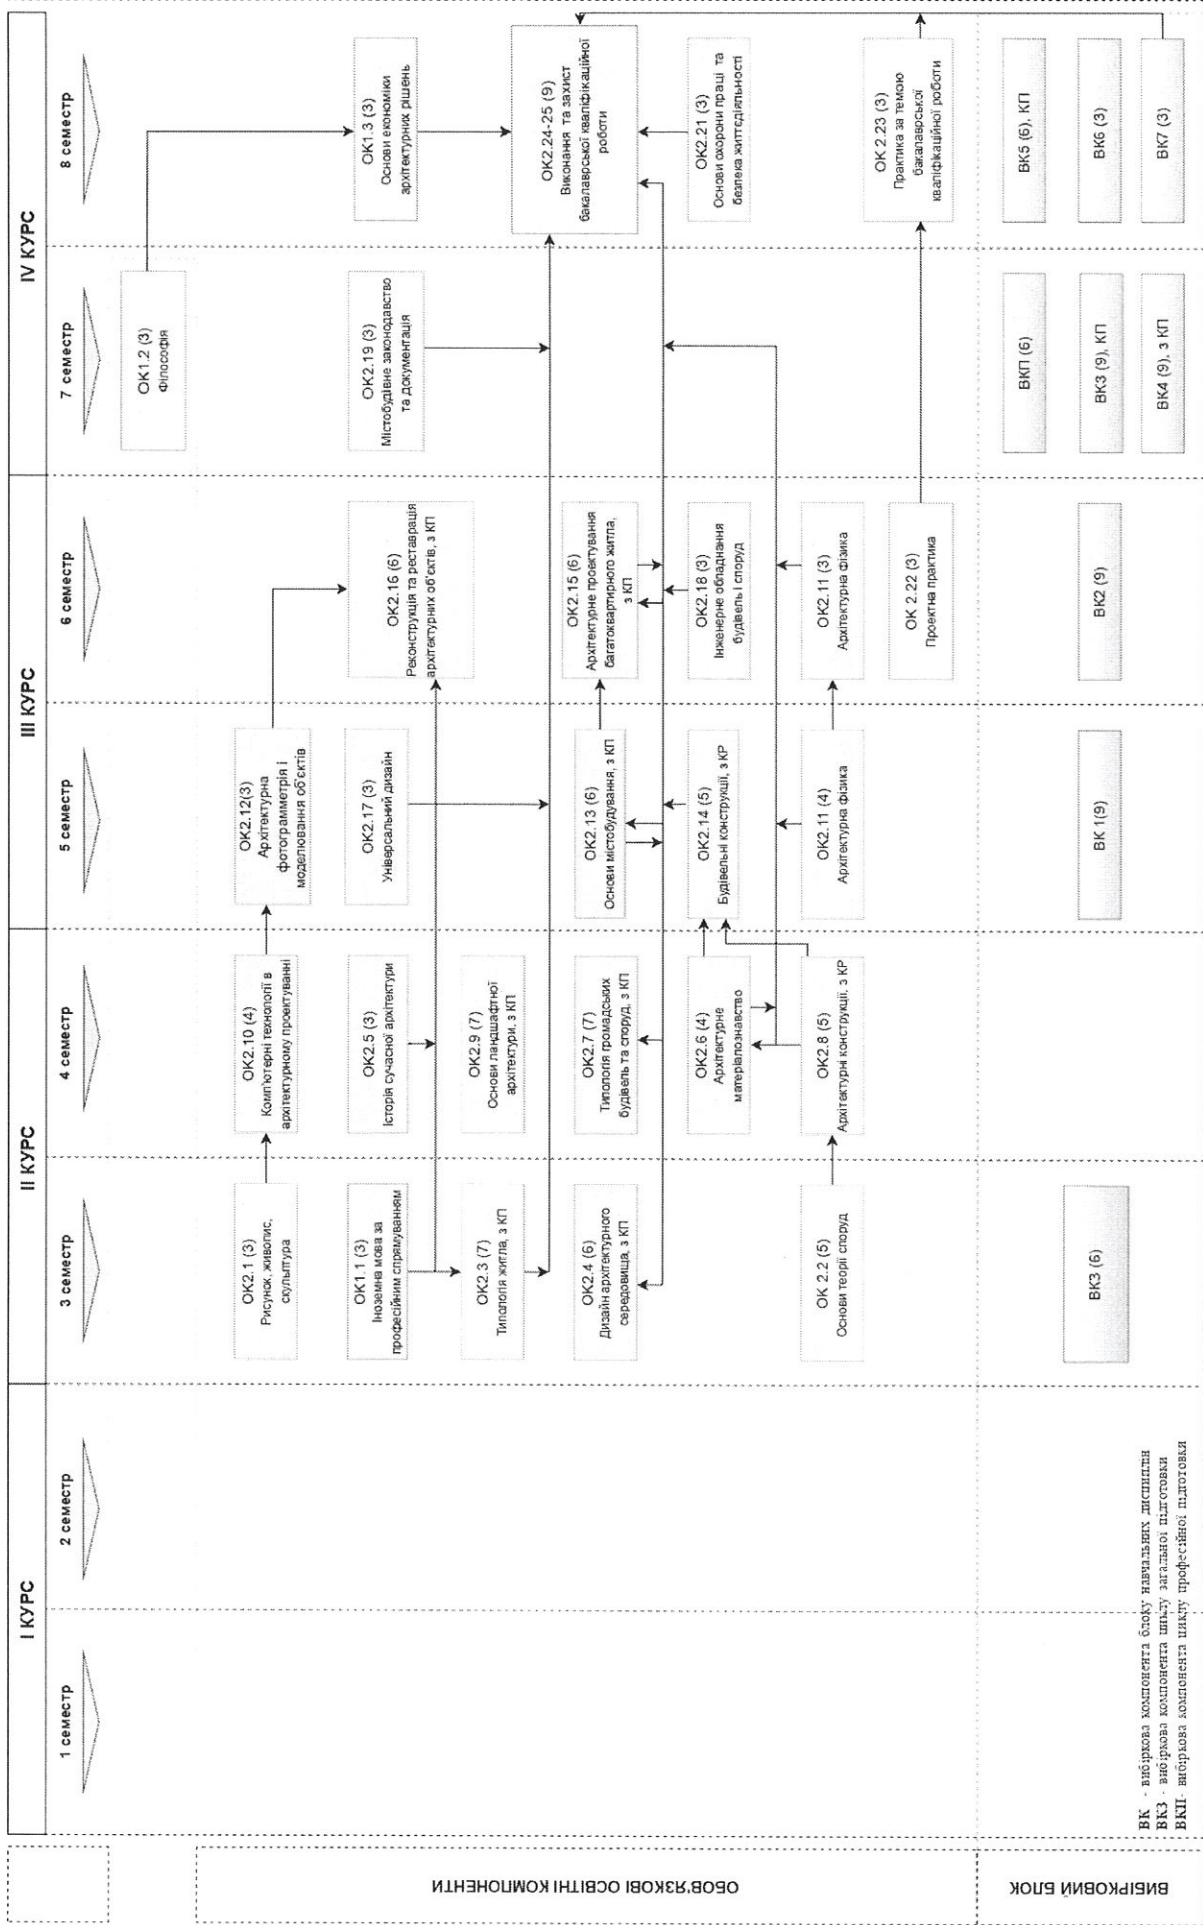 I КУРС
II КУРС
III КУРС
IV КУРС
1 семестр
2 семестр
3 семестр
4 семестр
5 семестр
6 семестр
7 семестр
8 семестр
ОБОВ'ЯЗКОВІ ОСВІТНІ КОМПОНЕНТИ
ОК2.1 (3)
Рисунок, живопис,
скульптура
ОК1.1 (3)
Іноземна мова за
професійним спрямуванням
ОК2.3 (7)
Типологія житла, з КП
ОК2.4 (6)
Дизайн архітектурного
середовища, з КП
ОК 2.2 (5)
Основи теорії споруд
ОК2.10 (4)
Комп'ютерні технології в
архітектурному проектуванні
ОК2.5 (3)
Історія сучасної архітектури
ОК2.9 (7)
Основи ландшафтної
архітектури, з КП
ОК2.7 (7)
Типологія громадських
будівель та споруд, з КП
ОК2.6 (4)
Архітектурне
матеріалознавство
ОК2.8 (5)
Архітектурні конструкції, з КР
ОК2.12(3)
Архітектурна
фотограмметрія і
моделювання об'єктів
ОК2.17 (3)
Універсальний дизайн
ОК2.13 (6)
Основи містобудування, з КП
ОК2.14 (5)
Будівельні конструкції, з КР
ОК2.11 (4)
Архітектурна фізика
ОК2.16 (6)
Реконструкція та реставрація
архітектурних об'єктів, з КП
ОК2.15 (6)
Архітектурне проектування
багатоквартирного житла,
з КП
ОК2.18 (3)
Інженерне обладнання
будівель і споруд
ОК2.11 (3)
Архітектурна фізика
ОК 2.22 (3)
Проектна практика
ОК1.2 (3)
Філософія
ОК2.19 (3)
Містобудівне законодавство
та документація
ОК1.3 (3)
Основи економіки
архітектурних рішень
ОК2.24-25 (9)
Виконання та захист
бакалаврської кваліфікаційної
роботи
ОК2.21 (3)
Основи охорони праці та
безпека життєдіяльності
ОК 2.23 (3)
Практика за темою
бакалаврської
кваліфікаційної роботи
ВИБІРКОВИЙ БЛОК
ВКЗ (6)
ВК 1(9)
ВК2 (9)
ВКП (6)
ВК3 (9), КП
ВК4 (9), з КП
ВК5 (6), КП
ВК6 (3)
ВК7 (3)
ВК - вибіркова компонента блоку навчальних дисциплін
ВКЗ - вибіркова компонента циклу загальної підготовки
ВКП- вибіркова компонента циклу професійної підготовки